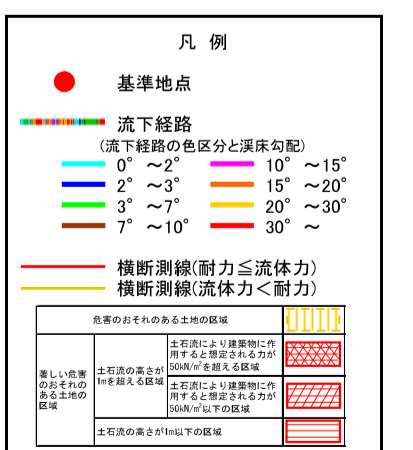 凡 例
基準地点
流下経路
(流下経路の色区分と渓床勾配)
0° ～2° 10° ～15°
2° ～3° 15° ～20°
3° ～7° 20° ～30°
7° ～10° 30° ～
横断測線(耐力≦流体力)
横断測線(流体力＜耐力)
危害のおそれのある土地の区域
著しい危害
のおそれの
ある土地の
区域
土石流の高さが
1mを超える区域
土石流により建築物に作
用すると想定される力が
50kN/㎡を超える区域
土石流により建築物に作
用すると想定される力が
50kN/㎡以下の区域
土石流の高さが1m以下の区域